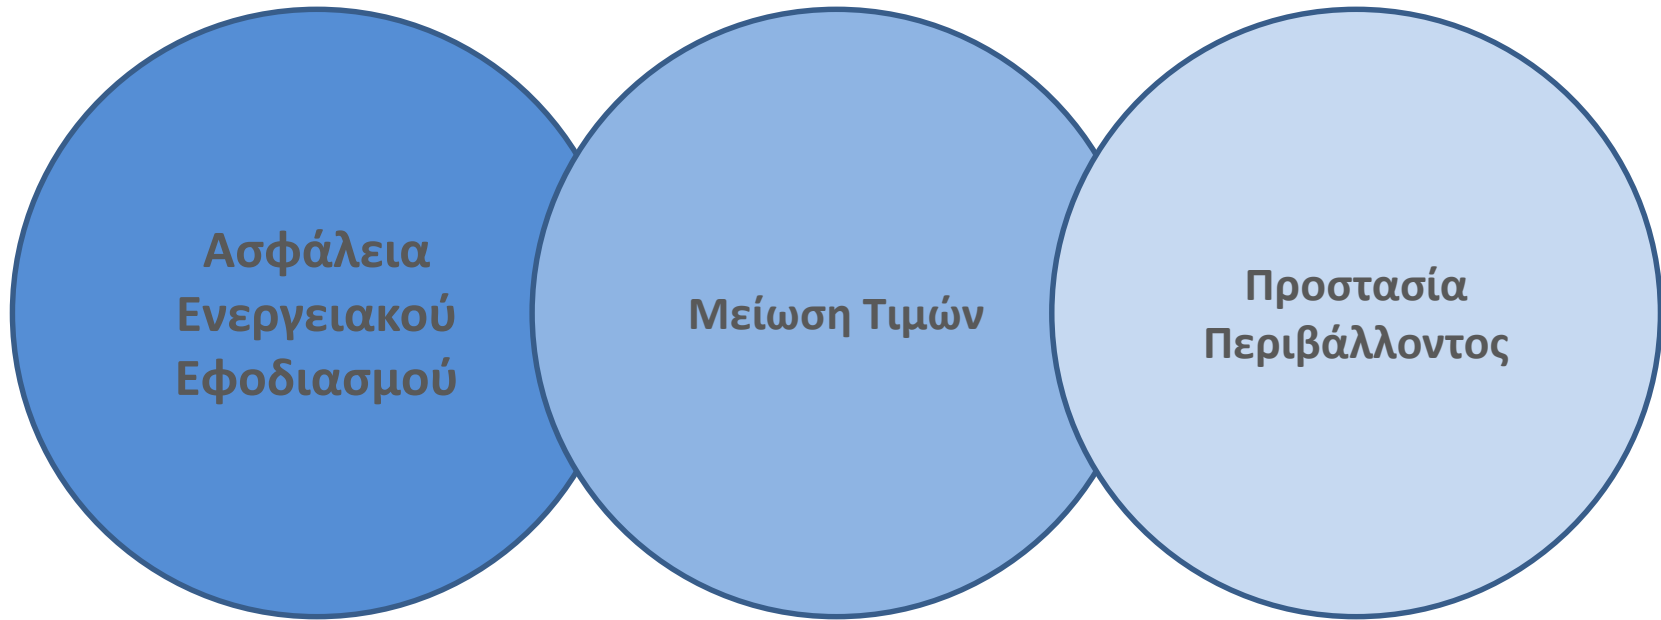 Ασφάλεια
Ενεργειακού
Εφοδιασμού
Μείωση Τιμών
Προστασία
Περιβάλλοντος